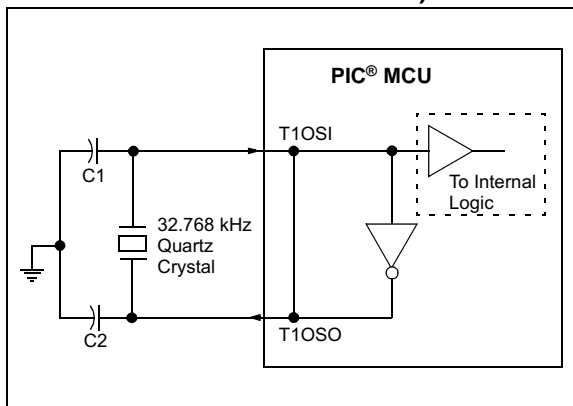 PIC® MCU
T1OSI
C1
To Internal
Logic
32.768 kHz
Quartz
Crystal
C2
T1OSO